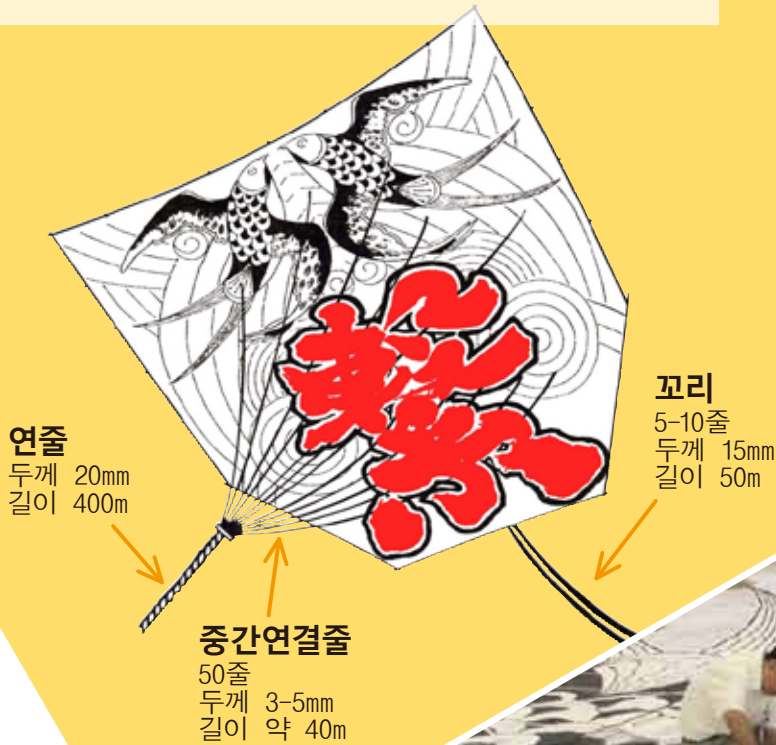 꼬리
5-10줄
두께 15mm
길이 50m
연줄
두께 20mm
길이 400m
중간연결줄
50줄
두께 3-5mm
길이 약 40m